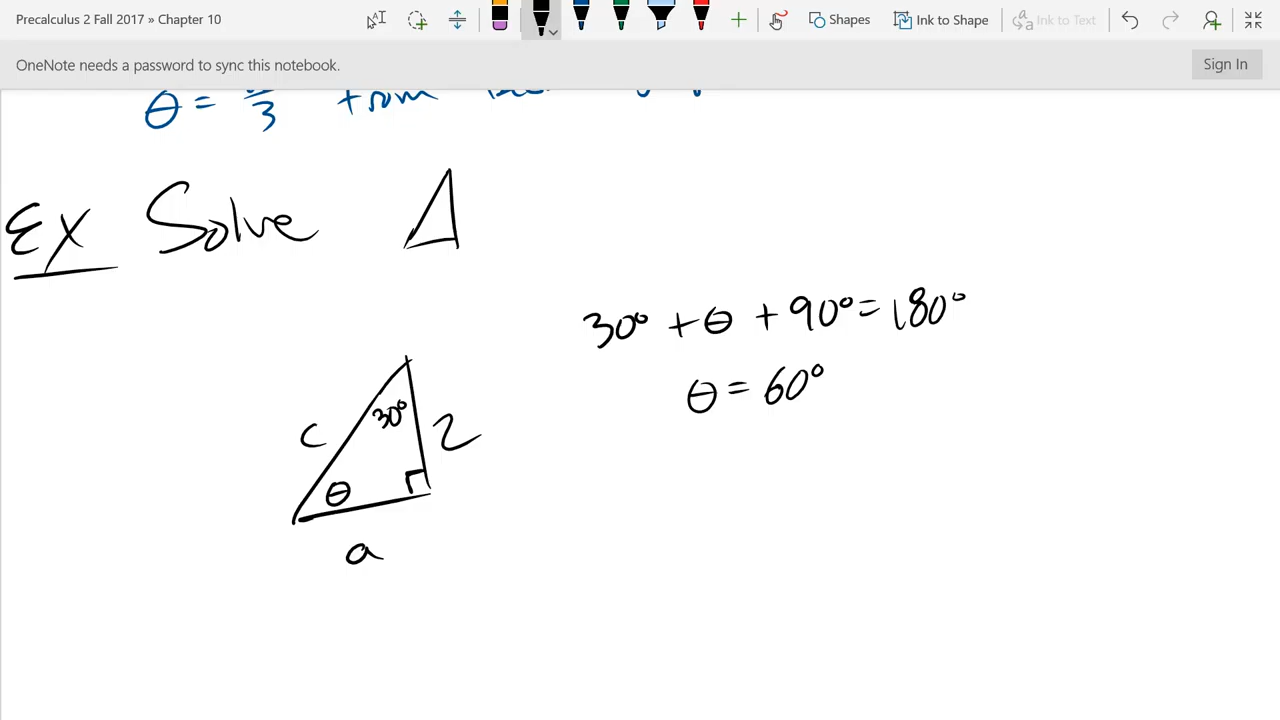 Precalculus 2 Fall 2017 » Chapter 10
Shapes
Ink to Shape
Ink to Text
OneNote needs a password to sync this notebook.
Sign In
θ = 3 from
Ex Solve Δ
30° + θ + 90° = 180°
θ = 60°
30°
c
2
θ
a